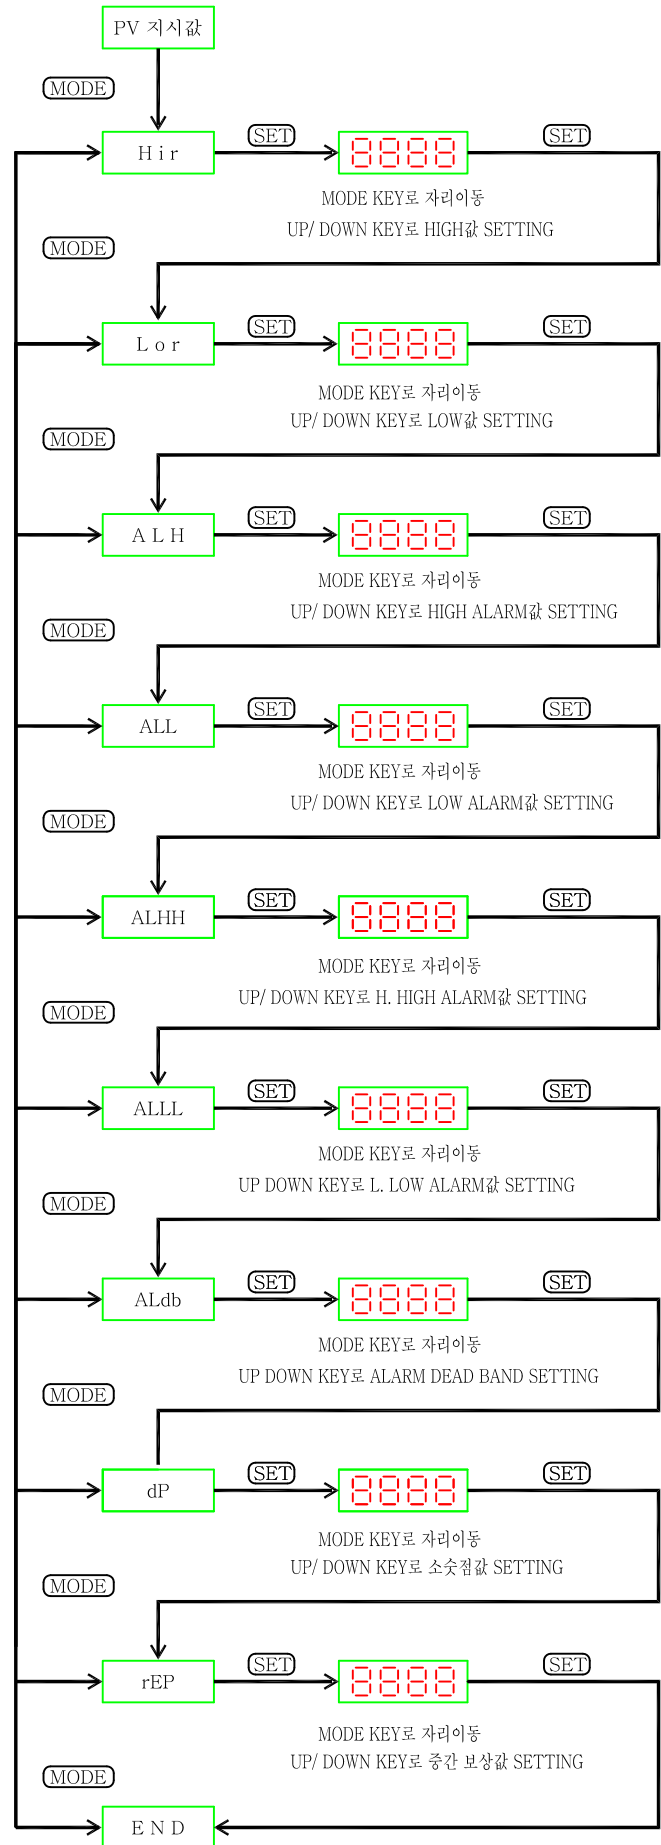 PV 지시값
MODE
H i r
SET
8888
SET
MODE KEY로 자리이동
UP/ DOWN KEY로 HIGH값 SETTING
MODE
L o r
SET
8888
SET
MODE KEY로 자리이동
UP/ DOWN KEY로 LOW값 SETTING
MODE
A L H
SET
8888
SET
MODE KEY로 자리이동
UP/ DOWN KEY로 HIGH ALARM값 SETTING
MODE
ALL
SET
8888
SET
MODE KEY로 자리이동
UP/ DOWN KEY로 LOW ALARM값 SETTING
MODE
ALHH
SET
8888
SET
MODE KEY로 자리이동
UP/ DOWN KEY로 H. HIGH ALARM값 SETTING
MODE
ALLL
SET
8888
SET
MODE KEY로 자리이동
UP DOWN KEY로 L. LOW ALARM값 SETTING
MODE
ALdb
SET
8888
SET
MODE KEY로 자리이동
UP DOWN KEY로 ALARM DEAD BAND SETTING
MODE
dP
SET
8888
SET
MODE KEY로 자리이동
UP/ DOWN KEY로 소숫점값 SETTING
MODE
rEP
SET
8888
SET
MODE KEY로 자리이동
UP/ DOWN KEY로 중간 보상값 SETTING
MODE
E N D